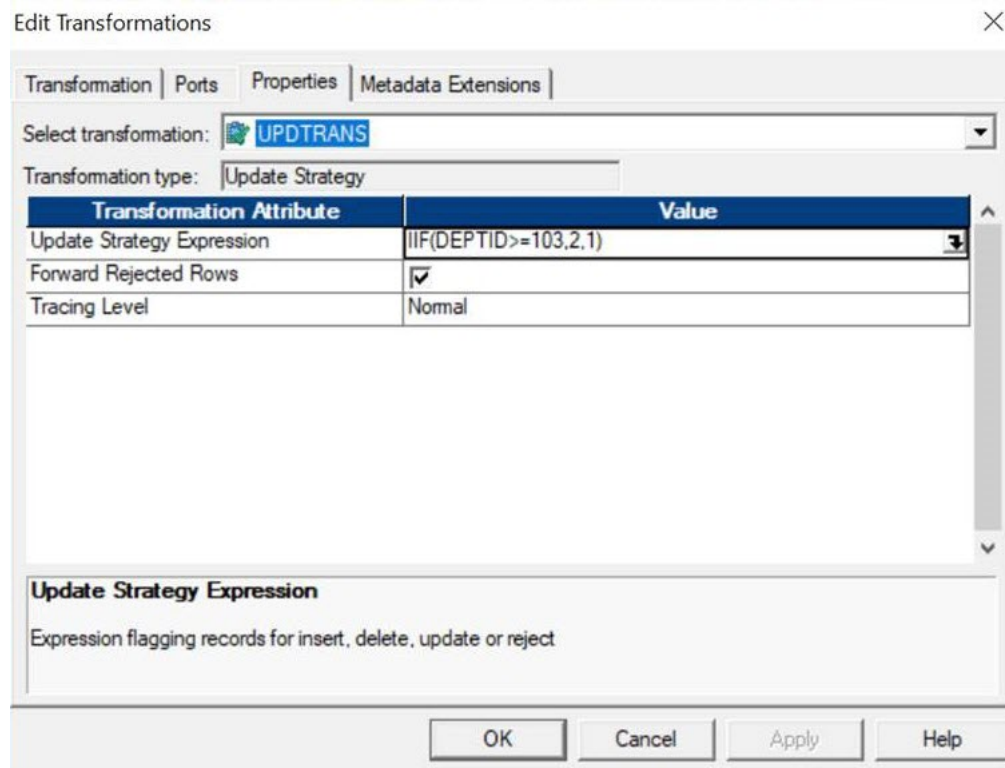 Edit Transformations
Transformation Ports Properties Metadata Extensions
Select transformation: UPDTRANS
Transformation type: Update Strategy
Transformation Attribute Value
Update Strategy Expression IIF(DEPTID>=103,2,1)
Forward Rejected Rows
Tracing Level Normal
Update Strategy Expression
Expression flagging records for insert, delete, update or reject
OK Cancel Apply Help